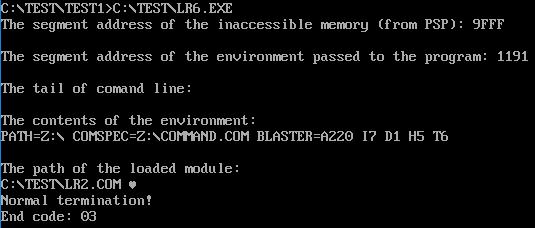 C:\TEST\TEST1>C:\TEST\LR6.EXE
The segment address of the inaccessible memory (from PSP): 9FFF
The segment address of the environment passed to the program: 1191
The tail of comand line:
The contents of the environment:
PATH=Z:\ COMSPEC=Z:\COMMAND.COM BLASTER=A220 I7 D1 H5 T6
The path of the loaded module:
C:\TEST\LR2.COM ♥
Normal termination!
End code: 03